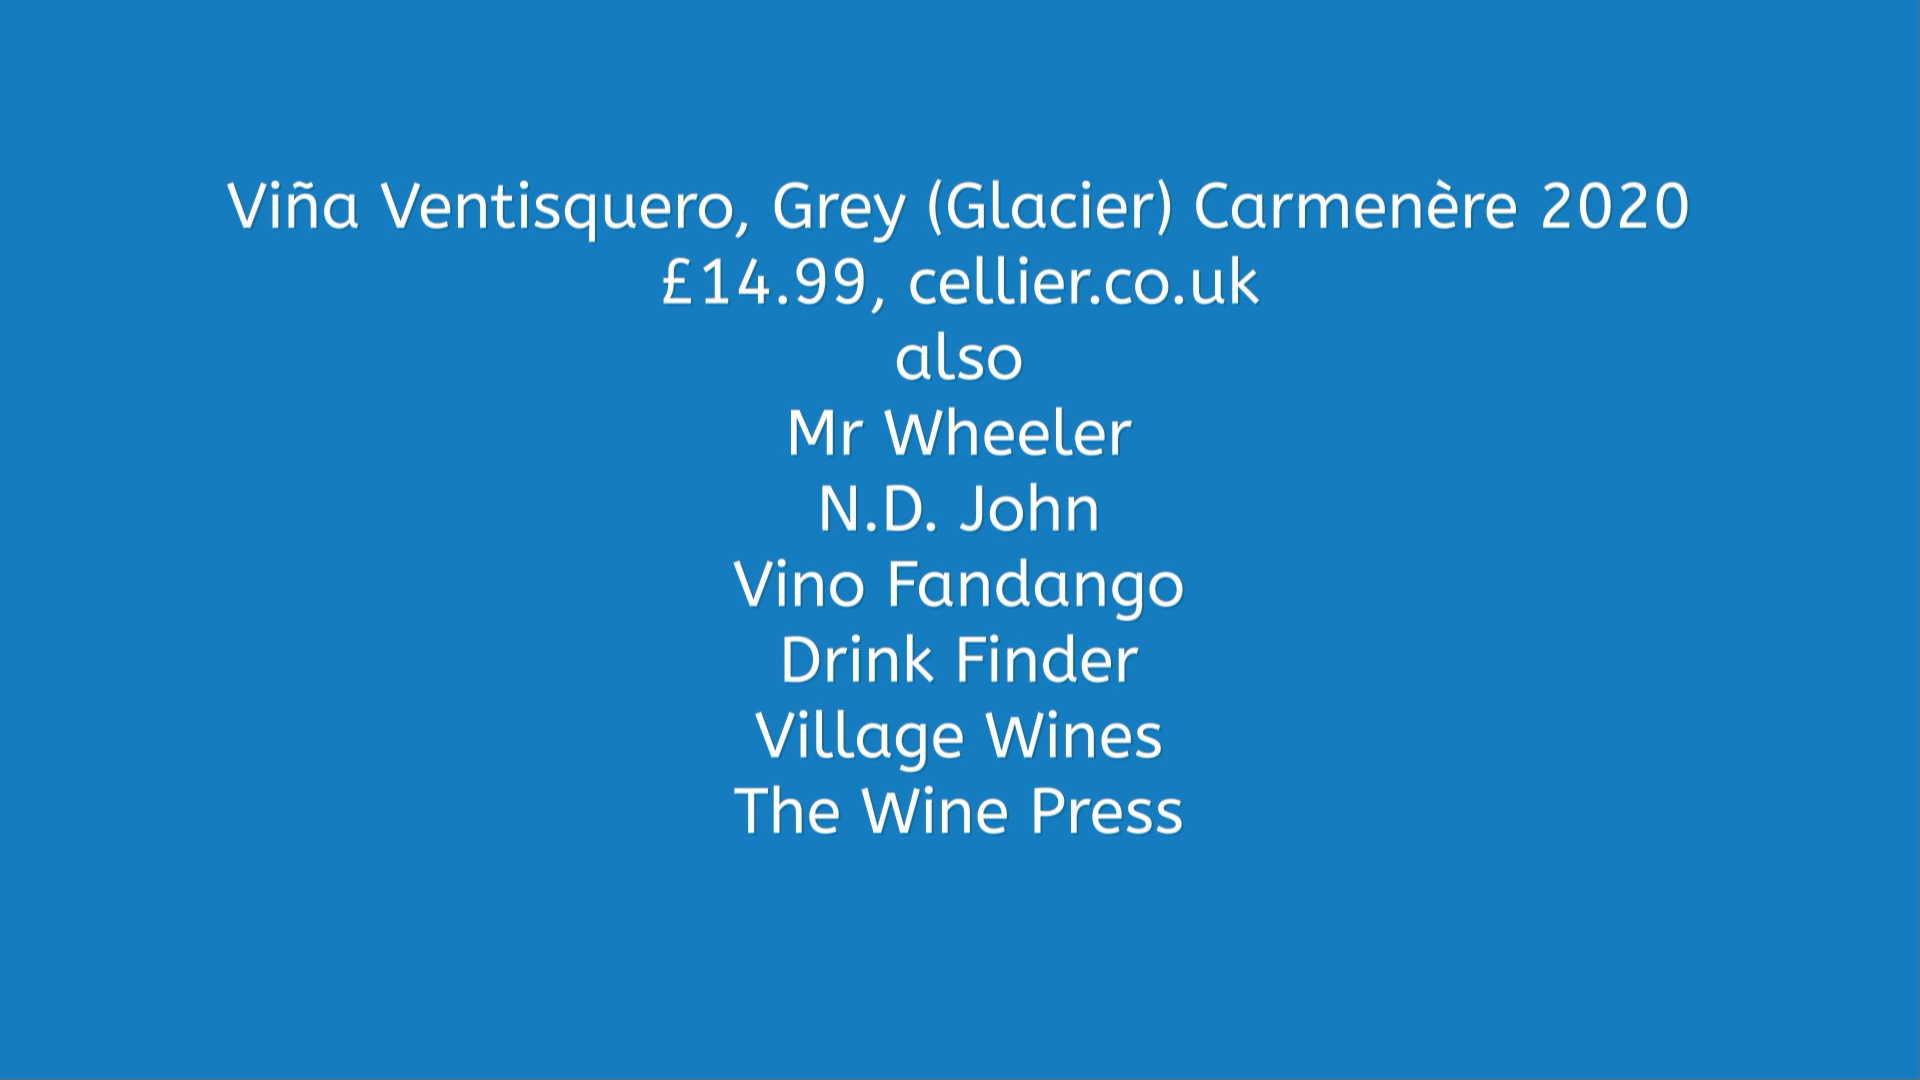 Viña Ventisquero, Grey (Glacier) Carmenère 2020
£14.99, cellier.co.uk
also
Mr Wheeler
N.D. John
Vino Fandango
Drink Finder
Village Wines
The Wine Press